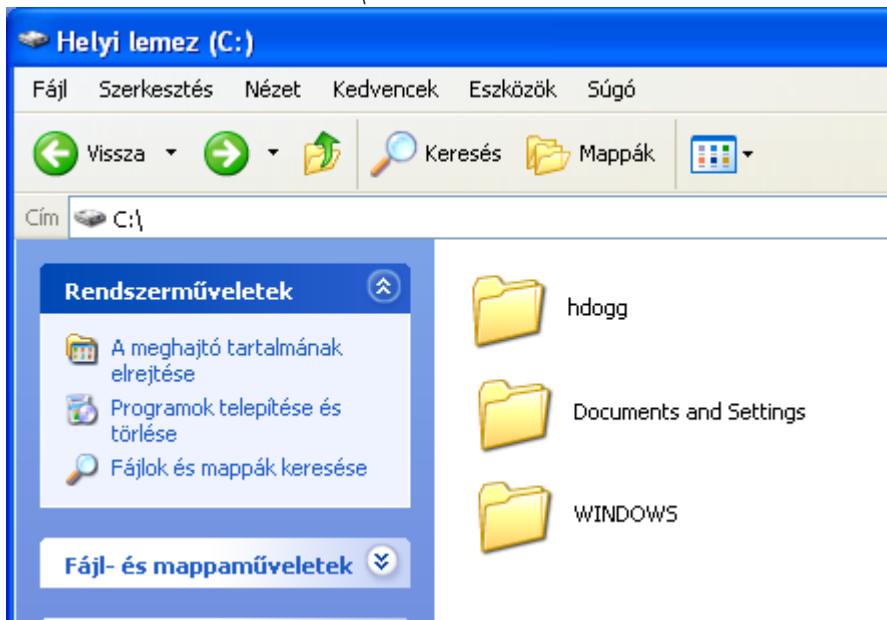 Helyi lemez (C:)
Fájl Szerkesztés Nézet Kedvencek Eszközök Súgó
Vissza Keresés Mappák
Cím C:\
Rendszerműveletek
A meghajtó tartalmának
elrejtése
Programok telepítése és
törlése
Fájlok és mappák keresése
Fájl- és mappaműveletek
hdogg
Documents and Settings
WINDOWS